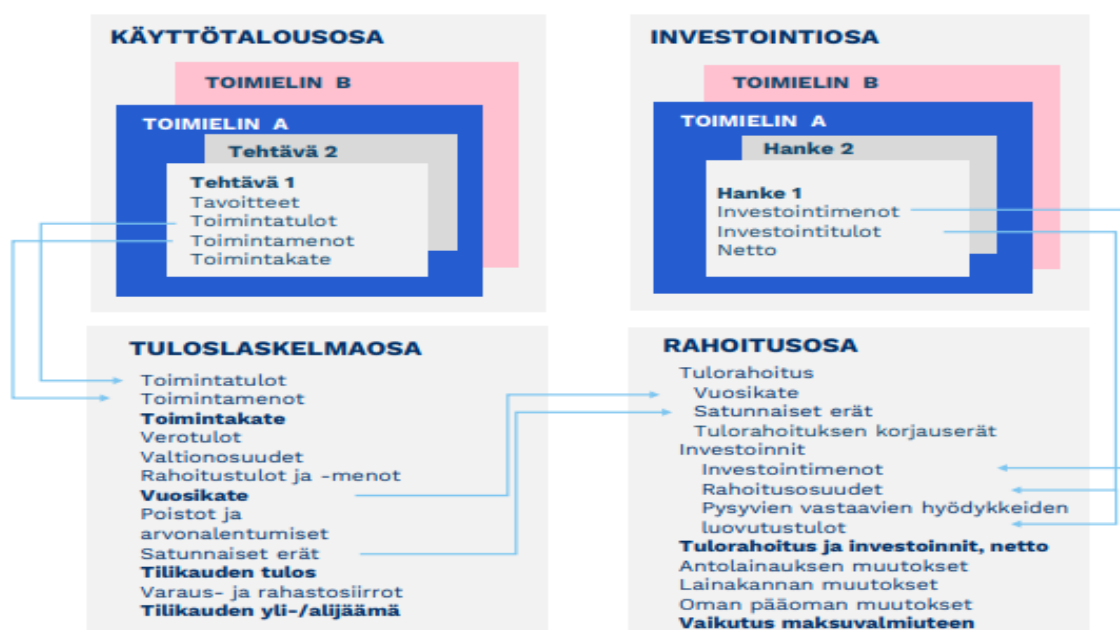 KÄYTTÖTALOUSOSA
TOIMIELIN B
TOIMIELIN A
Tehtävä 2
Tehtävä 1
Tavoitteet
Toimintatulot
Toimintamenot
Toimintakate
INVESTOINTIOSA
TOIMIELIN B
TOIMIELIN A
Hanke 2
Hanke 1
Investointimenot
Investointitulot
Netto
TULOSLASKELMAOSA
Toimintatulot
Toimintamenot
Toimintakate
Verotulot
Valtionosuudet
Rahoitustulot ja -menot
Vuosikate
Poistot ja
arvonalentumiset
Satunnaiset erät
Tilikauden tulos
Varaus- ja rahastosiirrot
Tilikauden yli-/alijäämä
RAHOITUSOSA
Tulorahoitus
Vuosikate
Satunnaiset erät
Tulorahoituksen korjauserät
Investoinnit
Investointimenot
Rahoitusosuudet
Pysyvien vastaavien hyödykkeiden
luovutustulot
Tulorahoitus ja investoinnit, netto
Antolainauksen muutokset
Lainakannan muutokset
Oman pääoman muutokset
Vaikutus maksuvalmiuteen